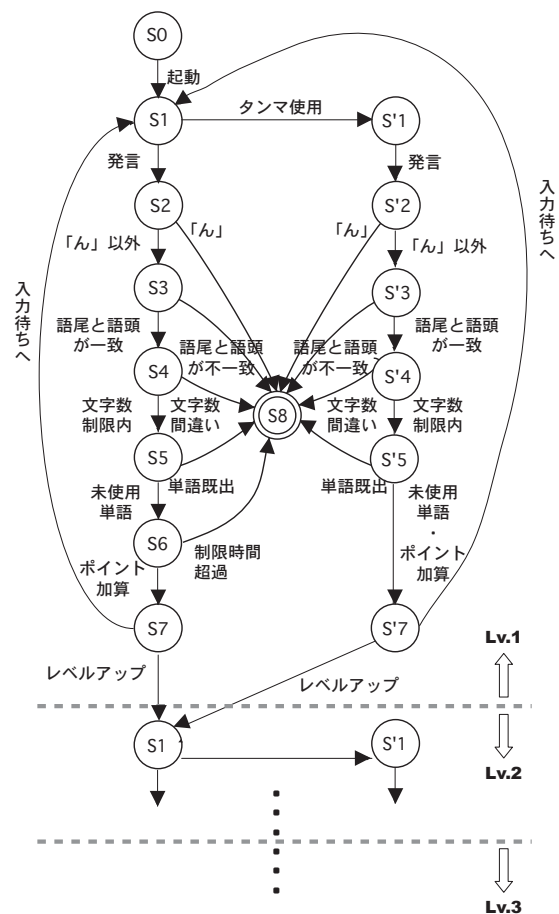 S0
起動
S1
タンマ使用
S'1
発言
発言
S2
S'2
「ん」
「ん」
「ん」以外
「ん」以外
S3
S'3
入力待ちへ
入力待ちへ
語尾と語頭
が一致
語尾と語頭
が不一致
語尾と語頭
が不一致
語尾と語頭
が一致
S4
S'4
文字数
制限内
文字数
間違い
S8
文字数
間違い
文字数
制限内
S5
S'5
単語既出
単語既出
未使用
単語
未使用
単語
・
ポイント
加算
S6
制限時間
超過
ポイント
加算
S7
S'7
Lv.1
レベルアップ
レベルアップ
S1
S'1
Lv.2
Lv.3